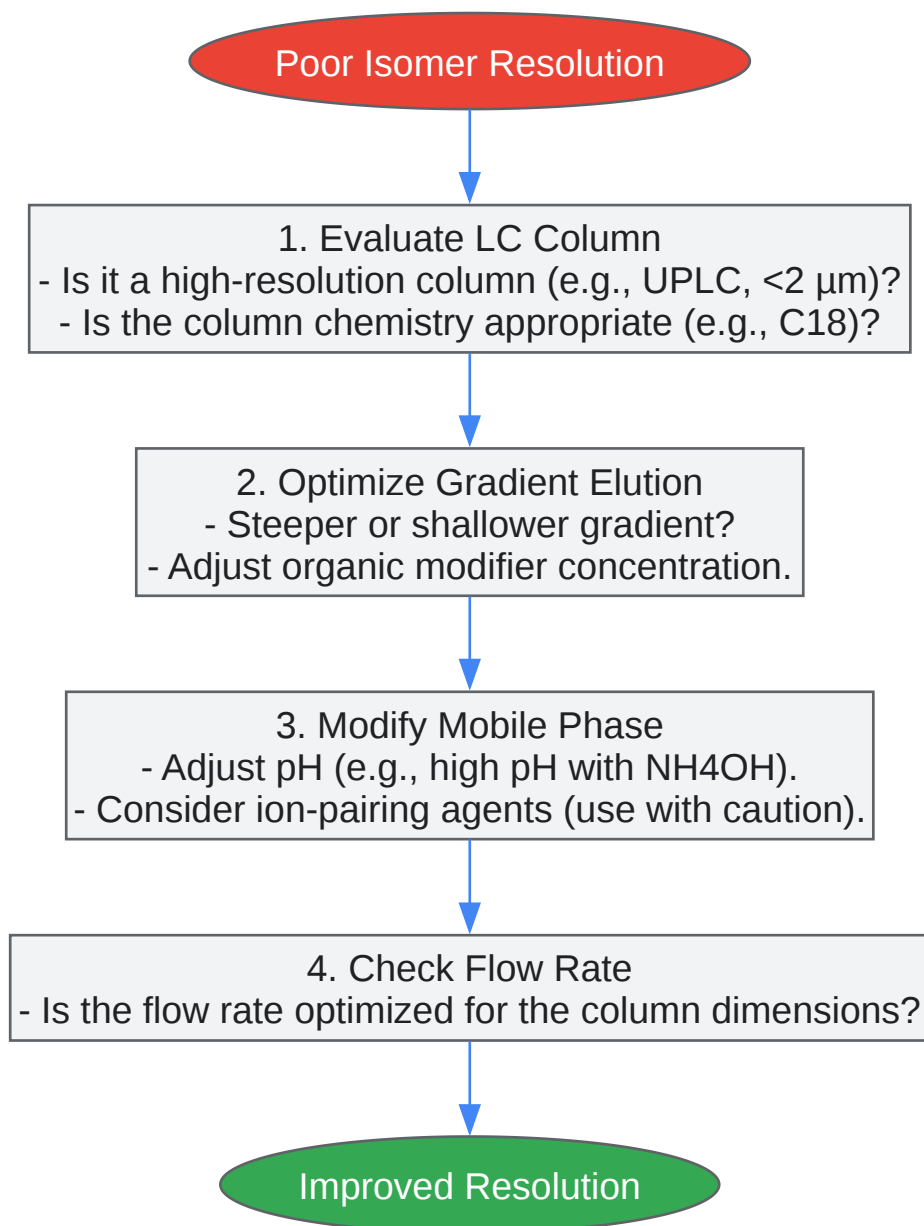 Poor Isomer Resolution
1. Evaluate LC Column
- Is it a high-resolution column (e.g., UPLC, <2 µm)?
- Is the column chemistry appropriate (e.g., C18)?
2. Optimize Gradient Elution
- Steeper or shallower gradient?
- Adjust organic modifier concentration.
3. Modify Mobile Phase
- Adjust pH (e.g., high pH with NH4OH).
- Consider ion-pairing agents (use with caution).
4. Check Flow Rate
- Is the flow rate optimized for the column dimensions?
Improved Resolution